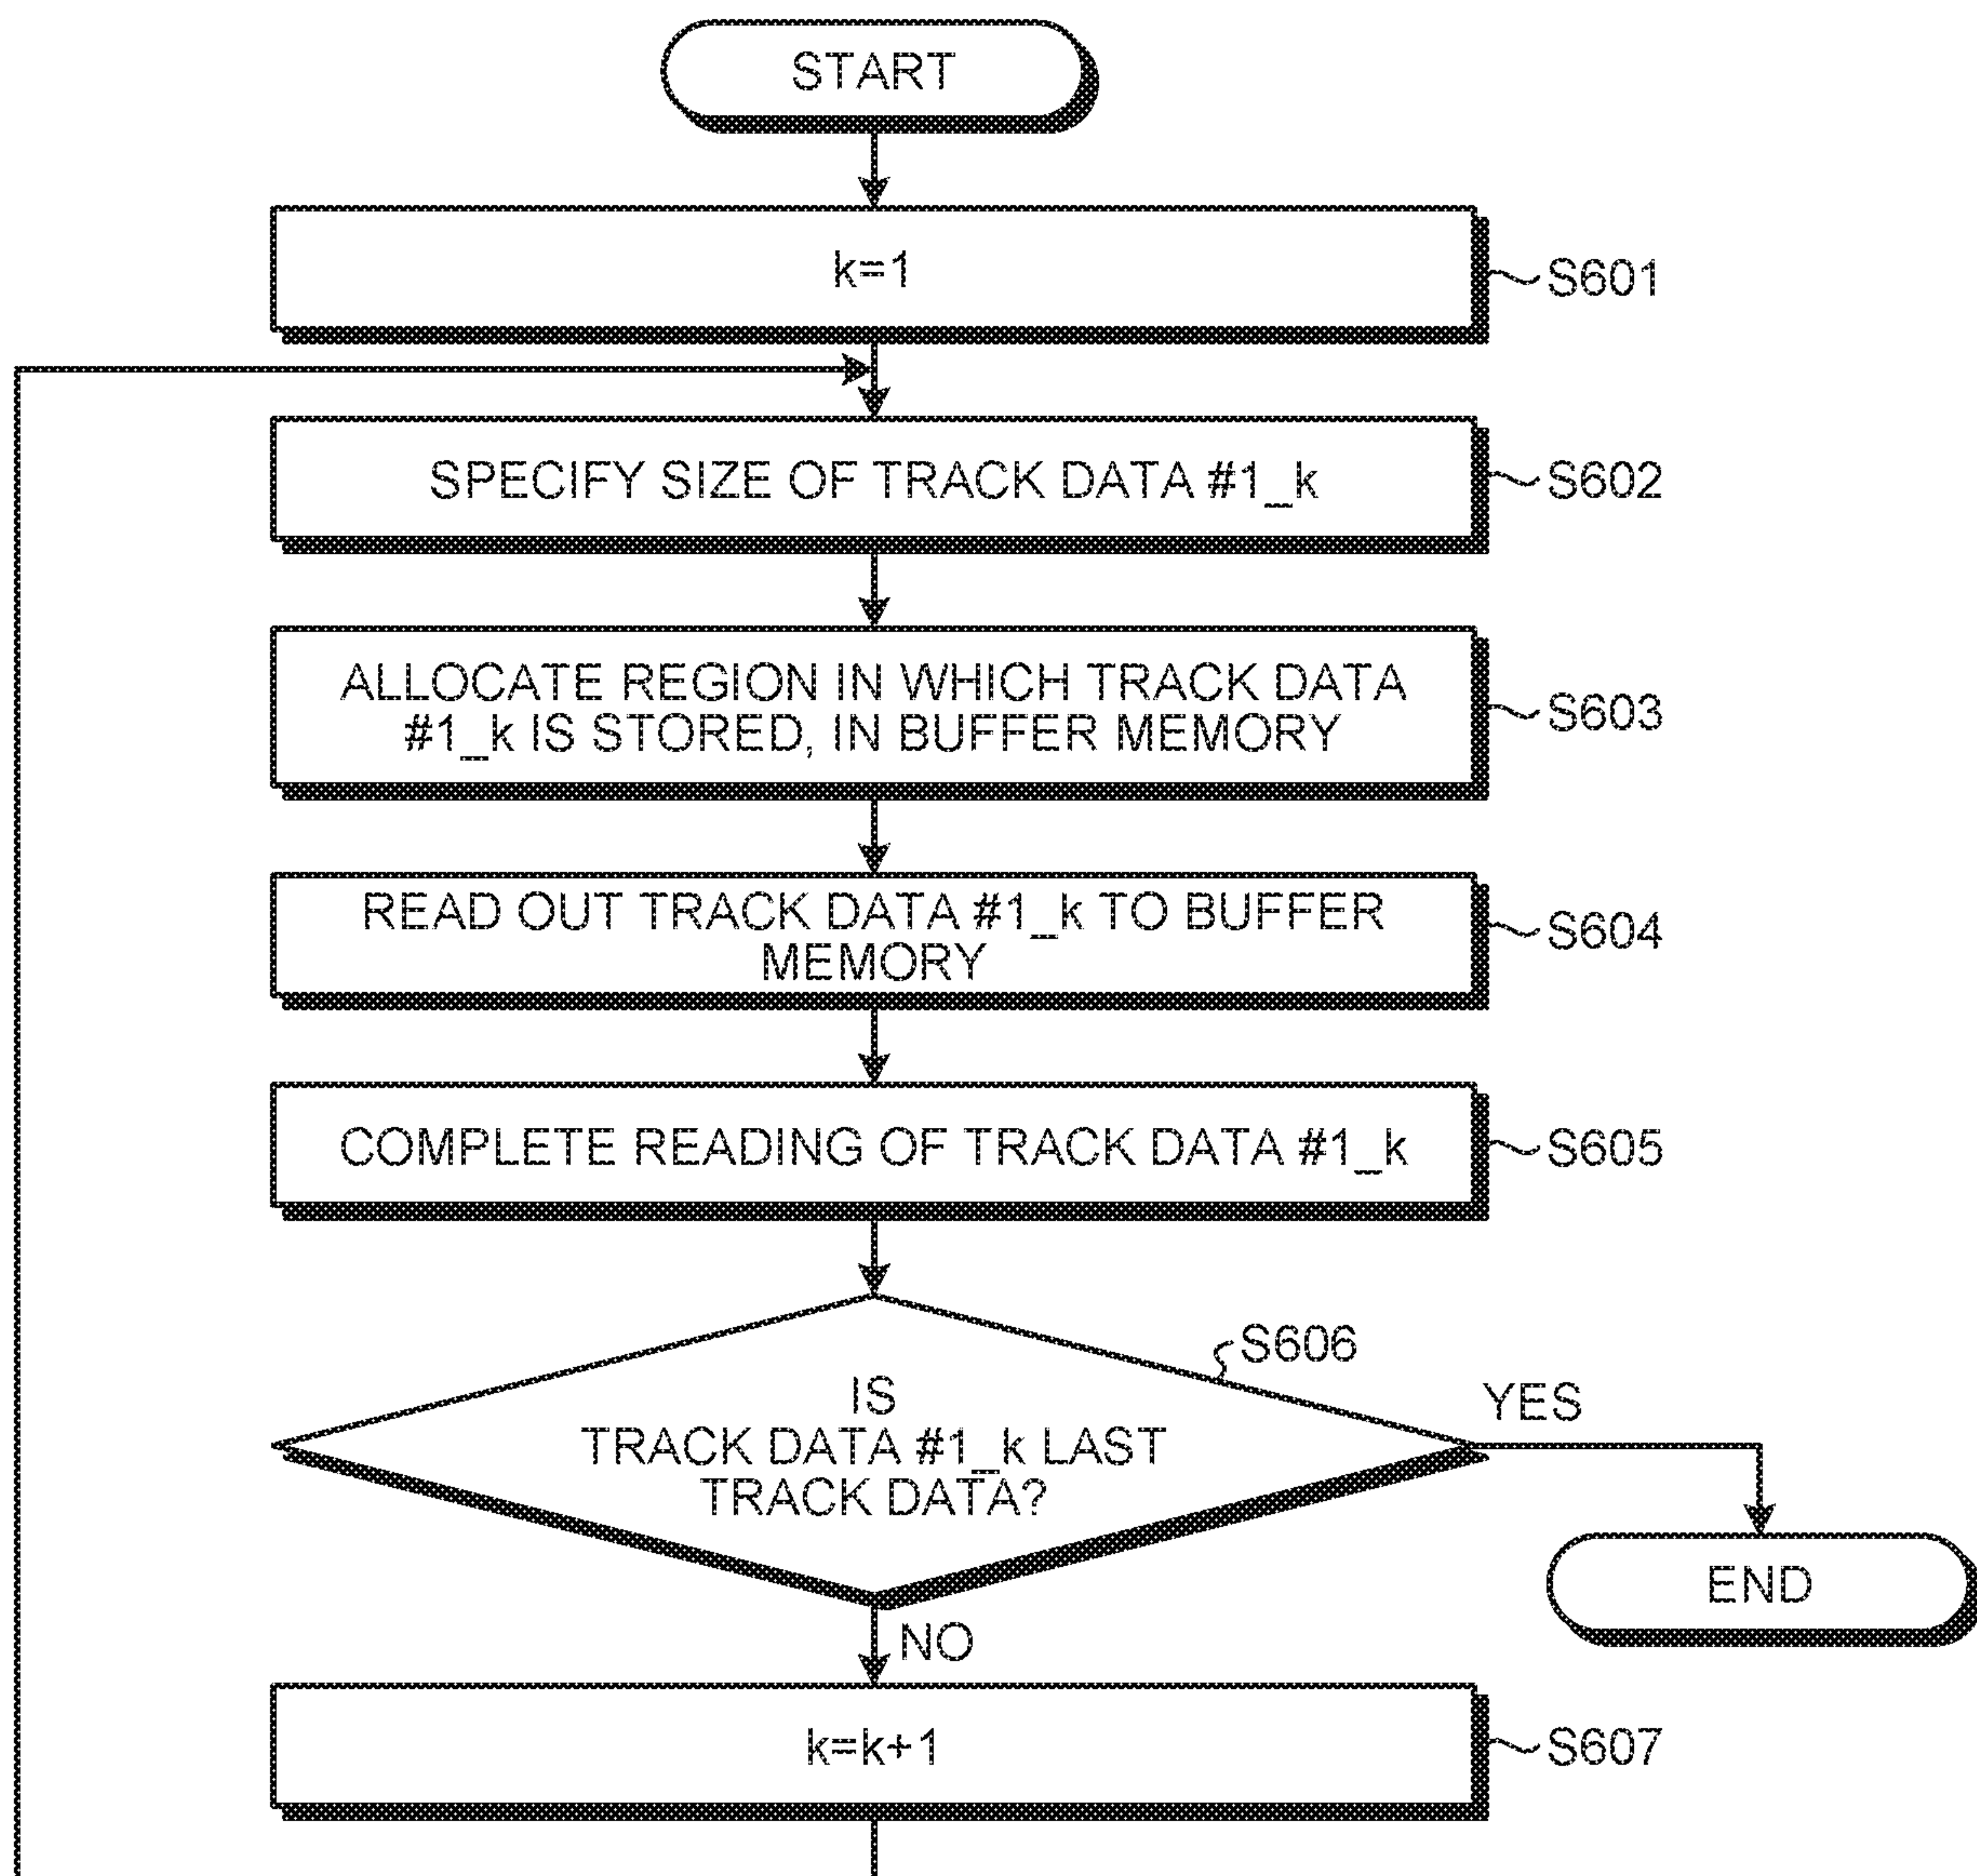 START
k=1
S601
SPECIFY SIZE OF TRACK DATA #1_k
S602
ALLOCATE REGION IN WHICH TRACK DATA
#1_k IS STORED, IN BUFFER MEMORY
S603
READ OUT TRACK DATA #1_k TO BUFFER
MEMORY
S604
COMPLETE READING OF TRACK DATA #1_k
S605
S606
IS
TRACK DATA #1_k LAST
TRACK DATA?
YES
END
NO
k=k+1
S607